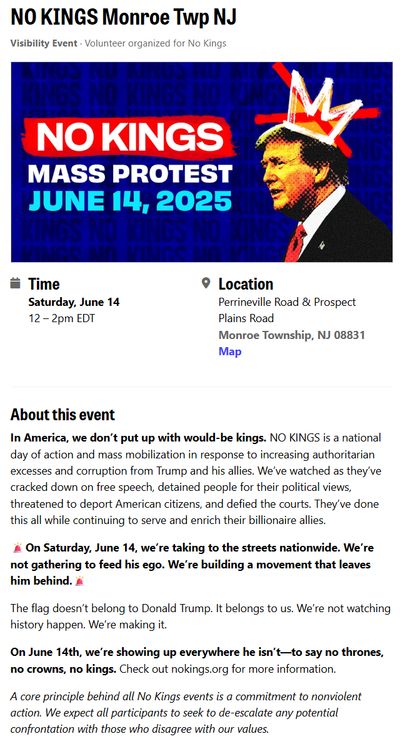 NO KINGS Monroe Twp NJ
Visibility Event · Volunteer organized for No Kings
NO KINGS
MASS PROTEST
JUNE 14, 2025
Time
Saturday, June 14
12 – 2pm EDT
Location
Perrineville Road & Prospect
Plains Road
Monroe Township, NJ 08831
Map
About this event
In America, we don’t put up with would-be kings. NO KINGS is a national
day of action and mass mobilization in response to increasing authoritarian
excesses and corruption from Trump and his allies. We’ve watched as they’ve
cracked down on free speech, detained people for their political views,
threatened to deport American citizens, and defied the courts. They’ve done
this all while continuing to serve and enrich their billionaire allies.
🚨On Saturday, June 14, we’re taking to the streets nationwide. We’re
not gathering to feed his ego. We’re building a movement that leaves
him behind.🚨
The flag doesn’t belong to Donald Trump. It belongs to us. We’re not watching
history happen. We’re making it.
On June 14th, we’re showing up everywhere he isn’t—to say no thrones,
no crowns, no kings. Check out nokings.org for more information.
A core principle behind all No Kings events is a commitment to nonviolent
action. We expect all participants to seek to de-escalate any potential
confrontation with those who disagree with our values.